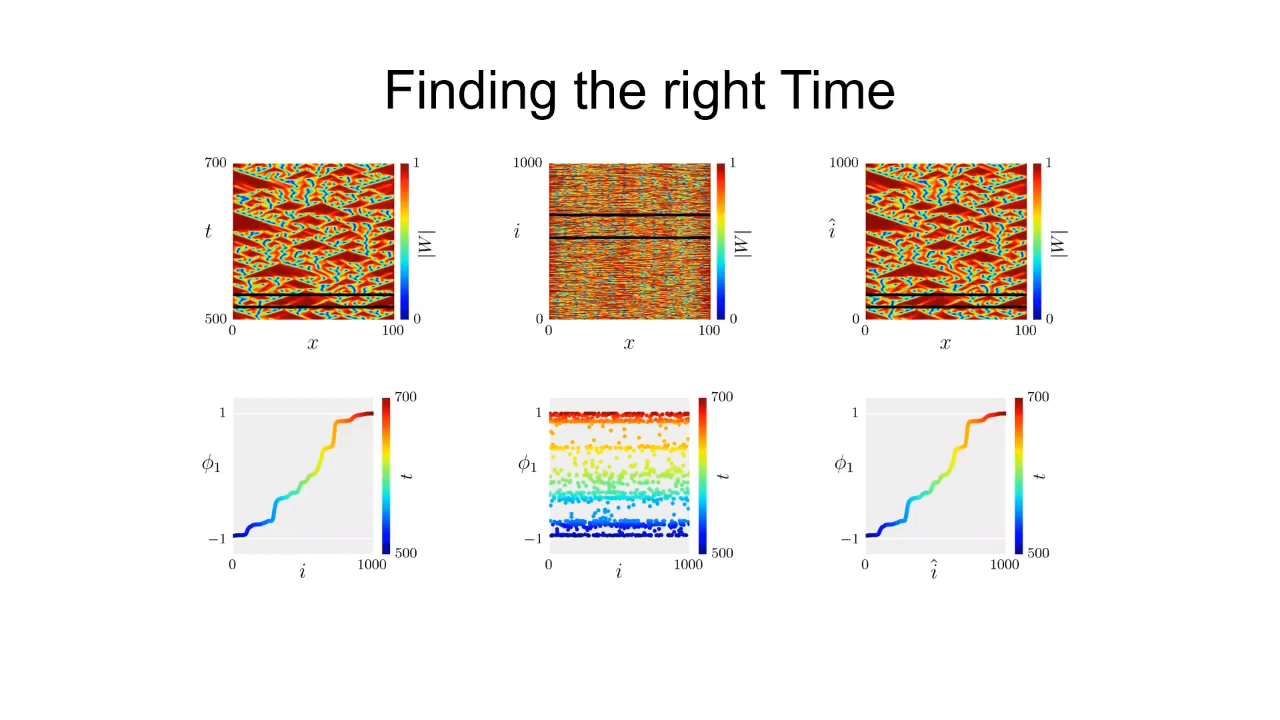 Finding the right Time
700 1 1000 1 1000 1
t |W| i |W| î |W|
500 0 0 0 0 0
0 100 0 100 0 100
x x x
700 700 700
1 1 1
ϕ₁ t ϕ₁ t ϕ₁ t
−1 −1 −1
500 500 500
0 1000 0 1000 0 1000
i i î